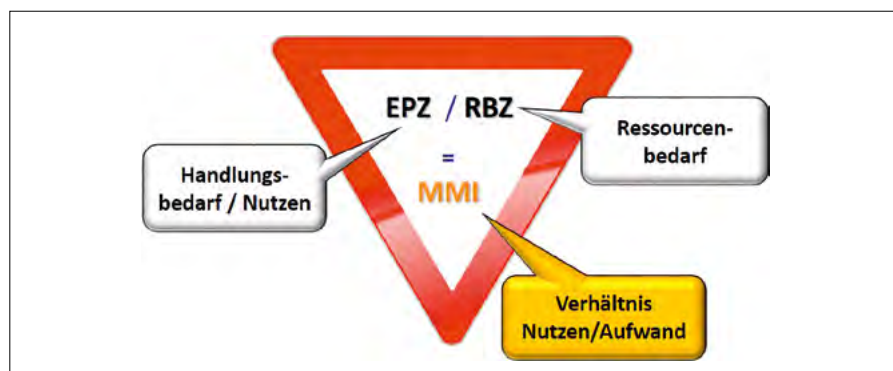 EPZ / RBZ
=
MMI
Ressourcen-
bedarf
Handlungs-
bedarf / Nutzen
Verhältnis
Nutzen/Aufwand